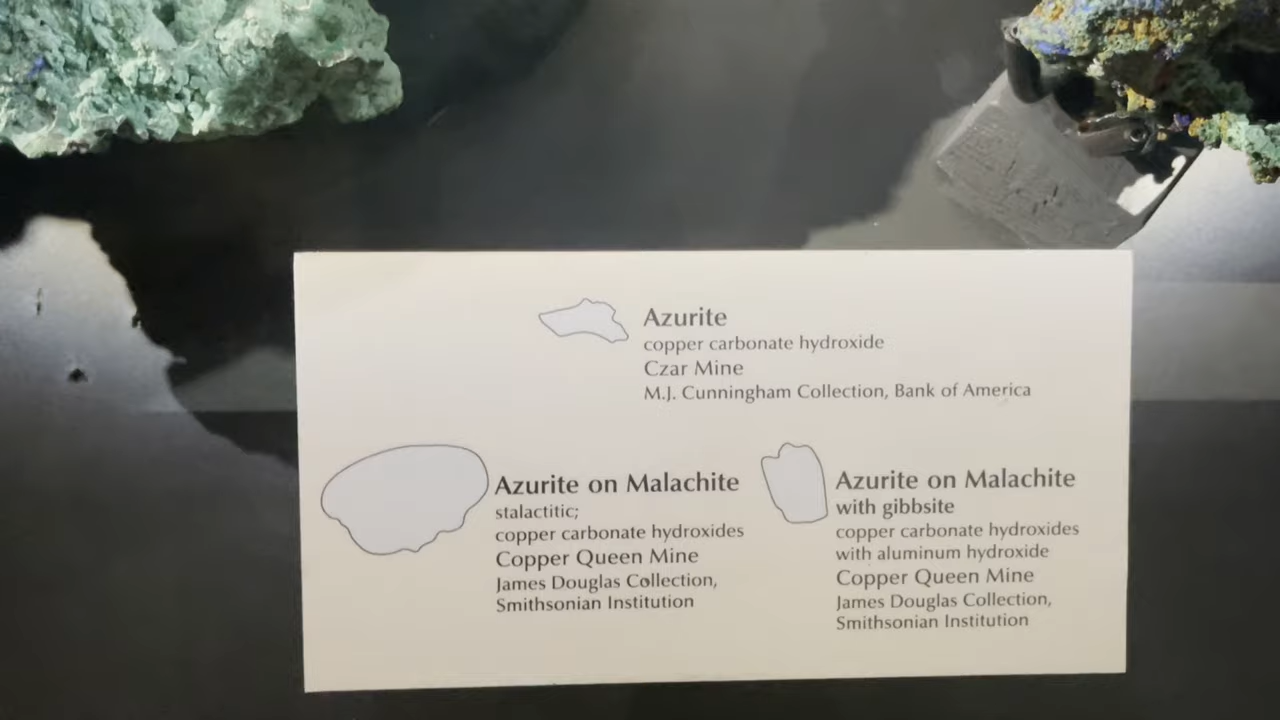 Azurite
copper carbonate hydroxide
Czar Mine
M.J. Cunningham Collection, Bank of America
Azurite on Malachite
stalactitic;
copper carbonate hydroxides
Copper Queen Mine
James Douglas Collection,
Smithsonian Institution
Azurite on Malachite
with gibbsite
copper carbonate hydroxides
with aluminum hydroxide
Copper Queen Mine
James Douglas Collection,
Smithsonian Institution